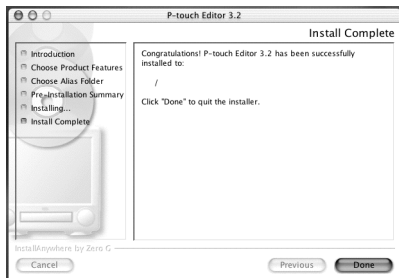 P-touch Editor 3.2
Install Complete
Introduction
Choose Product Features
Choose Alias Folder
Pre-Installation Summary
Installing...
Install Complete
Congratulations! P-touch Editor 3.2 has been successfully
installed to:
/
Click "Done" to quit the installer.
InstallAnywhere by Zero G
Cancel
Previous
Done